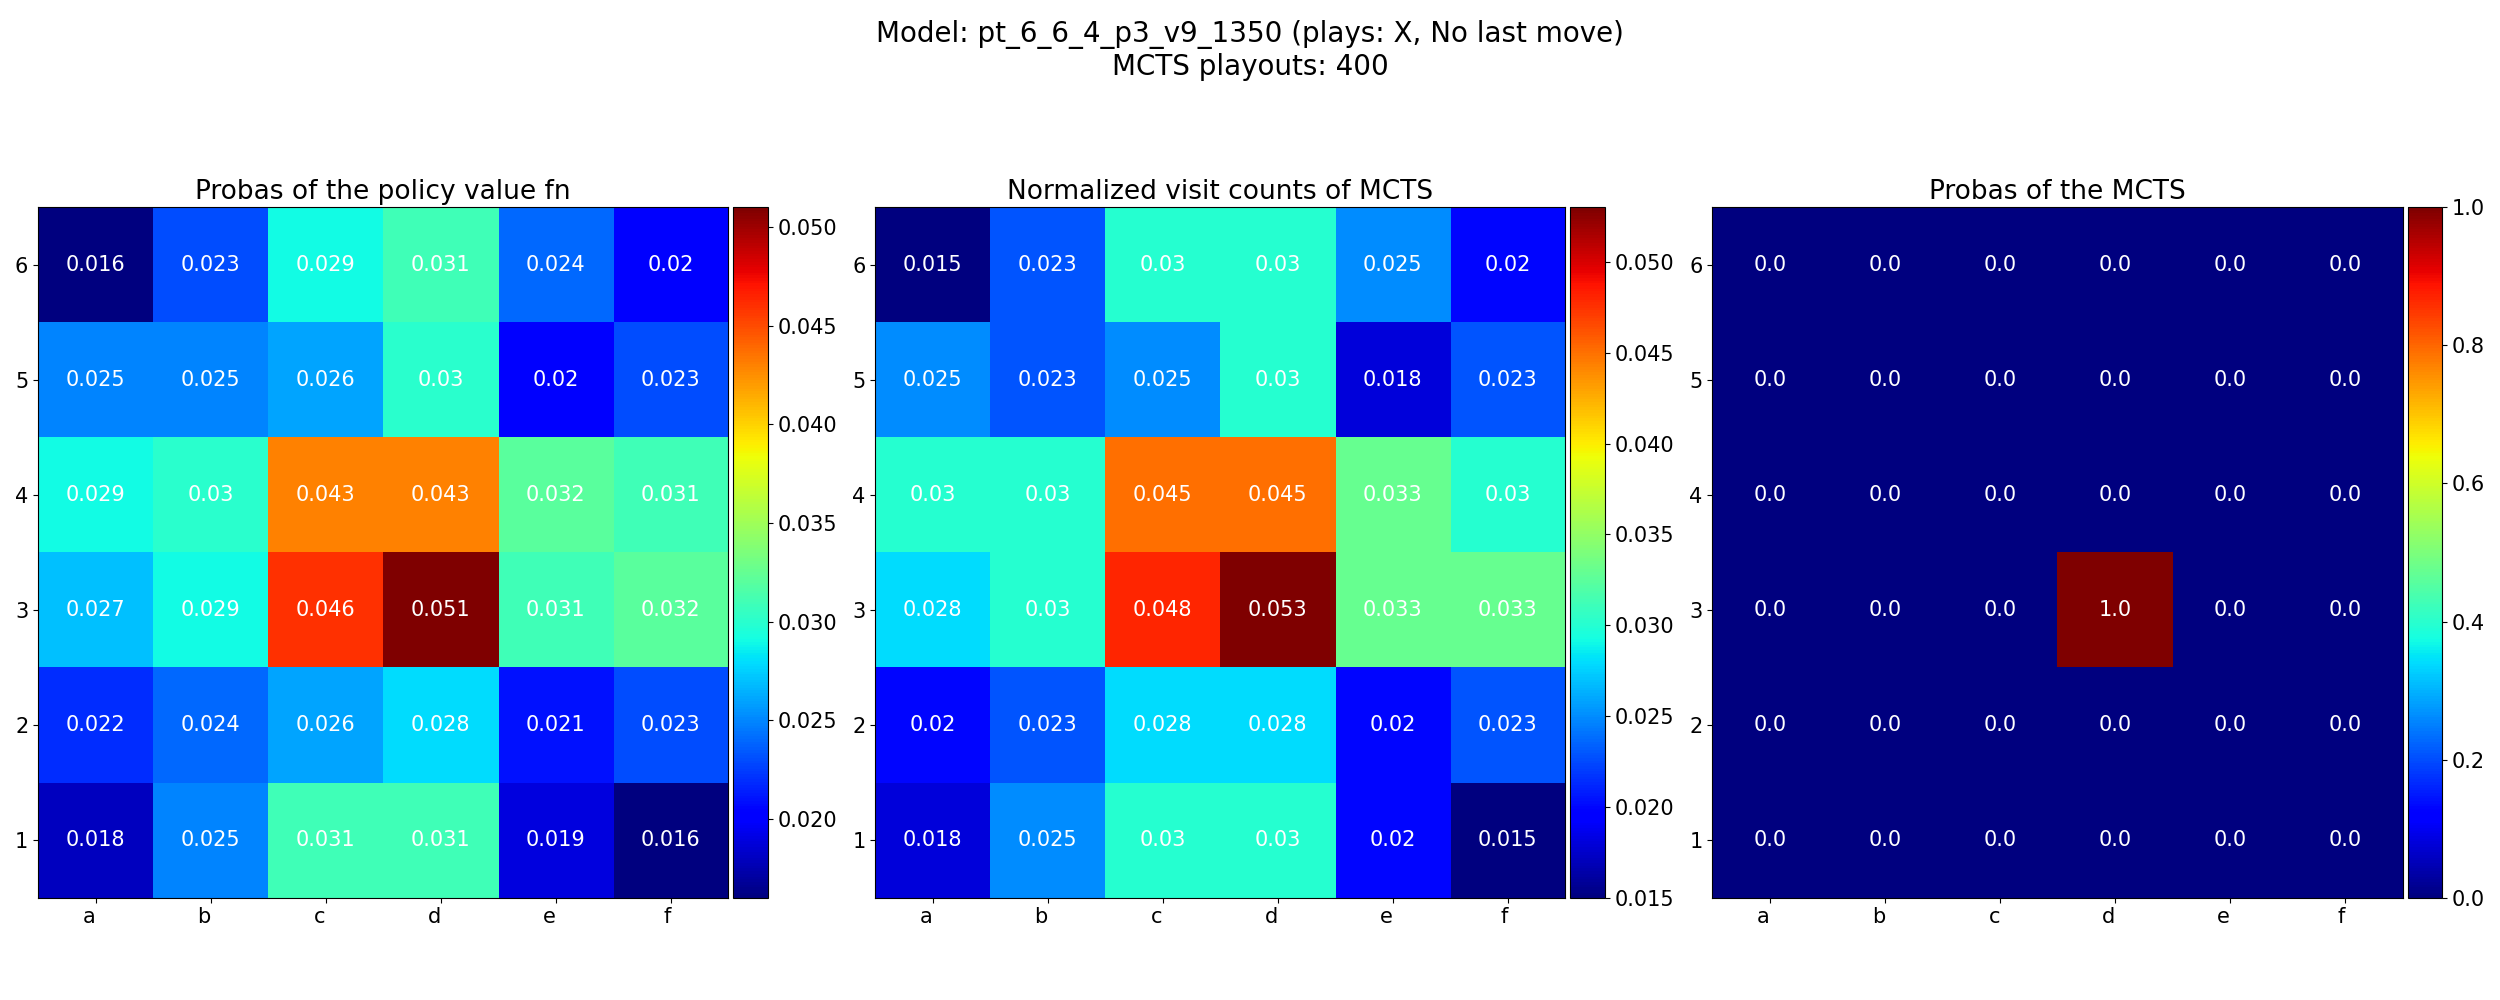 Model: pt_6_6_4_p3_v9_1350 (plays: X, No last move)
MCTS playouts: 400
Probas of the policy value fn
6 0.016 0.023 0.029 0.031 0.024 0.02
5 0.025 0.025 0.026 0.03 0.02 0.023
4 0.029 0.03 0.043 0.043 0.032 0.031
3 0.027 0.029 0.046 0.051 0.031 0.032
2 0.022 0.024 0.026 0.028 0.021 0.023
1 0.018 0.025 0.031 0.031 0.019 0.016
a b c d e f
0.050
0.045
0.040
0.035
0.030
0.025
0.020
Normalized visit counts of MCTS
6 0.015 0.023 0.03 0.03 0.025 0.02
5 0.025 0.023 0.025 0.03 0.018 0.023
4 0.03 0.03 0.045 0.045 0.033 0.03
3 0.028 0.03 0.048 0.053 0.033 0.033
2 0.02 0.023 0.028 0.028 0.02 0.023
1 0.018 0.025 0.03 0.03 0.02 0.015
a b c d e f
0.050
0.045
0.040
0.035
0.030
0.025
0.020
0.015
Probas of the MCTS
6 0.0 0.0 0.0 0.0 0.0 0.0
5 0.0 0.0 0.0 0.0 0.0 0.0
4 0.0 0.0 0.0 0.0 0.0 0.0
3 0.0 0.0 0.0 1.0 0.0 0.0
2 0.0 0.0 0.0 0.0 0.0 0.0
1 0.0 0.0 0.0 0.0 0.0 0.0
a b c d e f
1.0
0.8
0.6
0.4
0.2
0.0